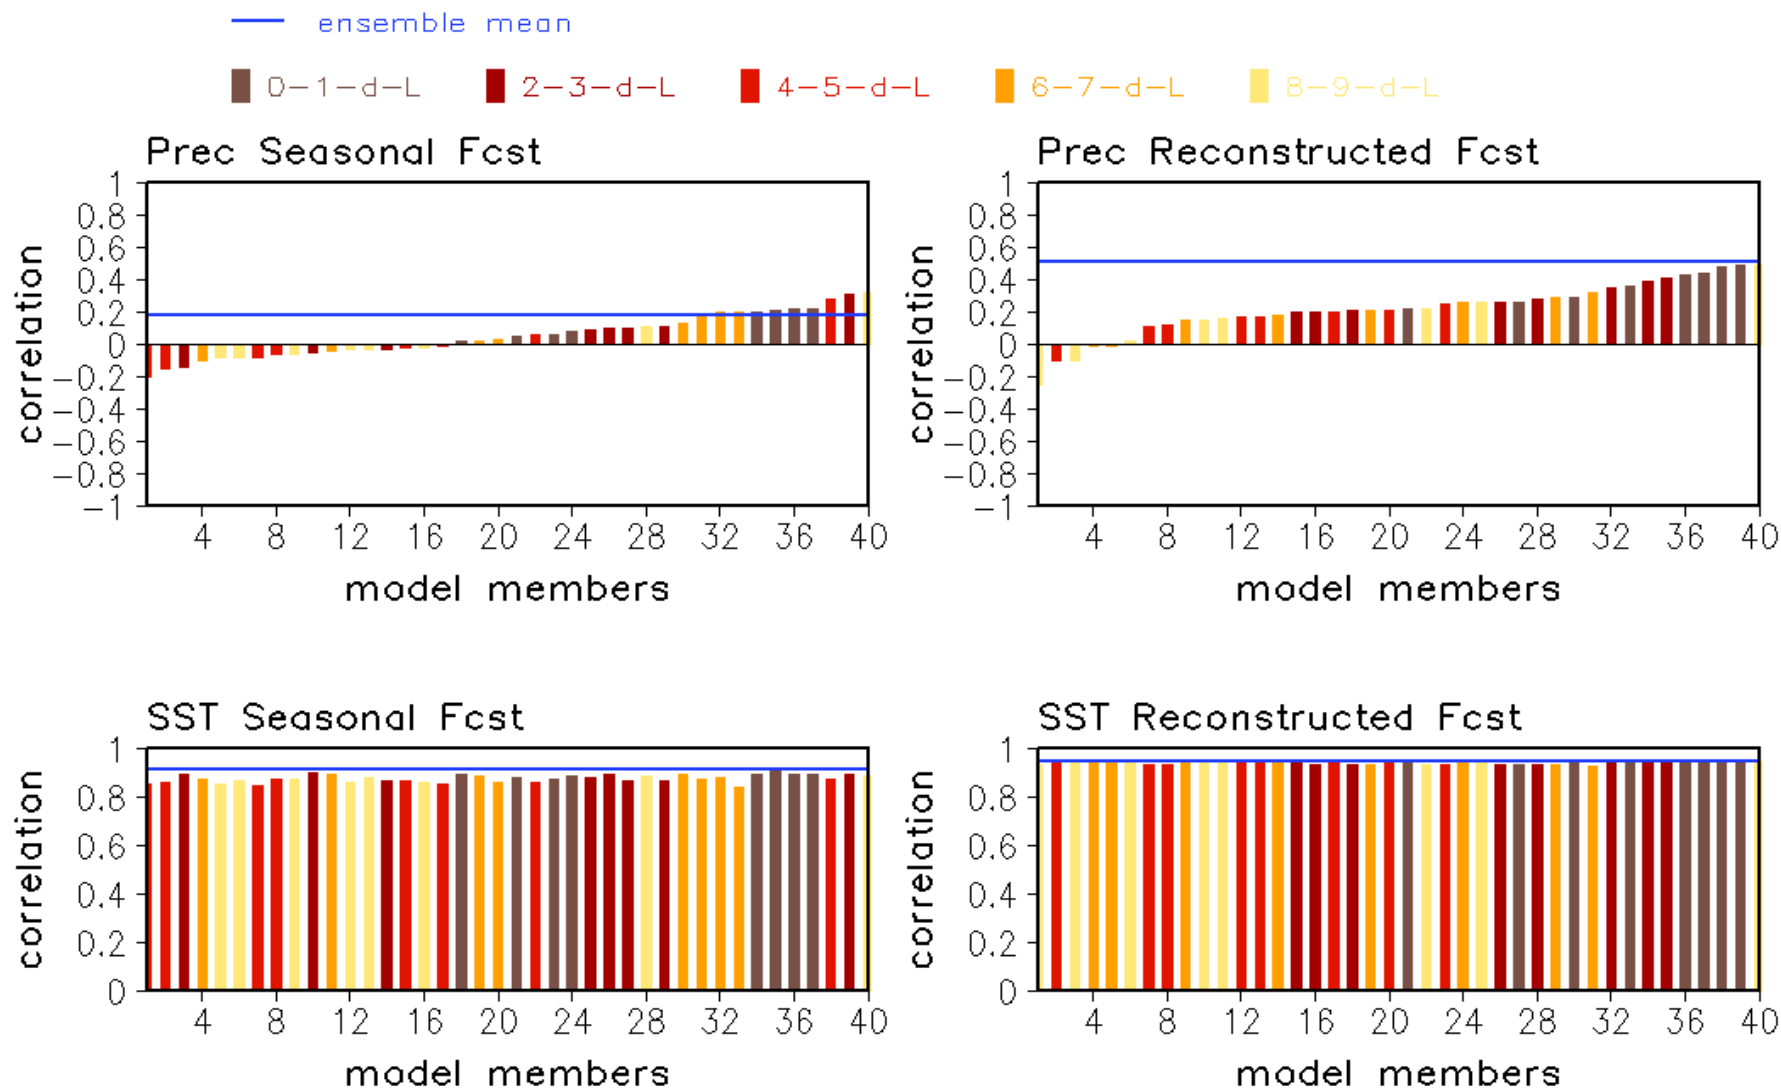 ensemble mean
0-1-d-L 2-3-d-L 4-5-d-L 6-7-d-L 8-9-d-L
Prec Seasonal Fcst
1
0.8
0.6
0.4
0.2
0
-0.2
-0.4
-0.6
-0.8
-1
correlation
4 8 12 16 20 24 28 32 36 40
model members
Prec Reconstructed Fcst
1
0.8
0.6
0.4
0.2
0
-0.2
-0.4
-0.6
-0.8
-1
correlation
4 8 12 16 20 24 28 32 36 40
model members
SST Seasonal Fcst
1
0.8
0.6
0.4
0.2
0
correlation
4 8 12 16 20 24 28 32 36 40
model members
SST Reconstructed Fcst
1
0.8
0.6
0.4
0.2
0
correlation
4 8 12 16 20 24 28 32 36 40
model members